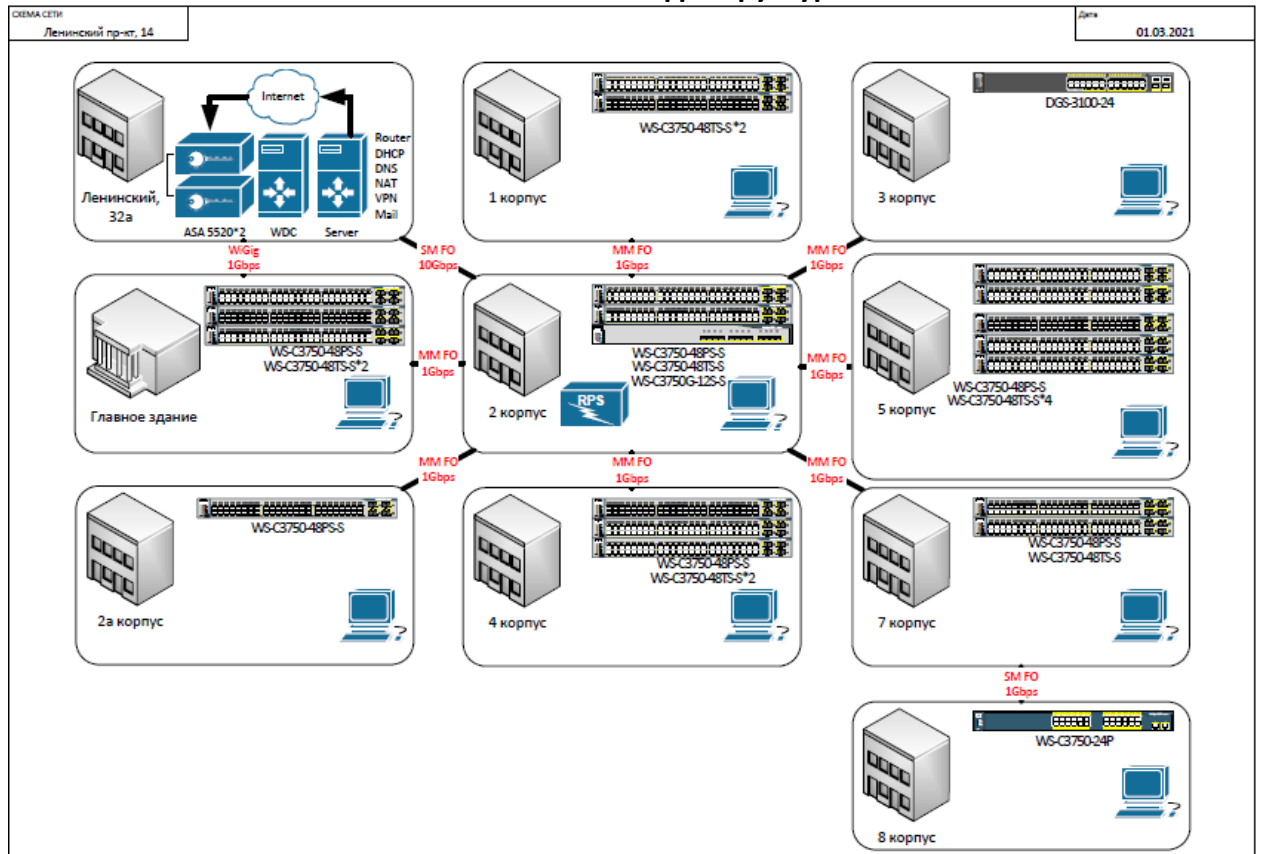 СХЕМА СЕТИ
Ленинский пр-кт, 14
Дата
01.03.2021
Internet
Router
DHCP
DNS
NAT
VPN
Mail
Ленинский,
32а
ASA 5520*2
WDC
Server
WS-C3750-48TS-S*2
1 корпус
DGS-3100-24
3 корпус
WiGig
1Gbps
SM FO
10Gbps
MM FO
1Gbps
MM FO
1Gbps
WS-C3750-48PS-S
WS-C3750-48TS-S*2
Главное здание
MM FO
1Gbps
WS-C3750-48PS-S
WS-C3750-48TS-S
WS-C3750G-12S-S
RPS
2 корпус
MM FO
1Gbps
WS-C3750-48PS-S
WS-C3750-48TS-S*4
5 корпус
MM FO
1Gbps
MM FO
1Gbps
MM FO
1Gbps
WS-C3750-48PS-S
2а корпус
WS-C3750-48PS-S
WS-C3750-48TS-S*2
4 корпус
WS-C3750-48PS-S
WS-C3750-48TS-S
7 корпус
SM FO
1Gbps
WS-C3750-24P
8 корпус